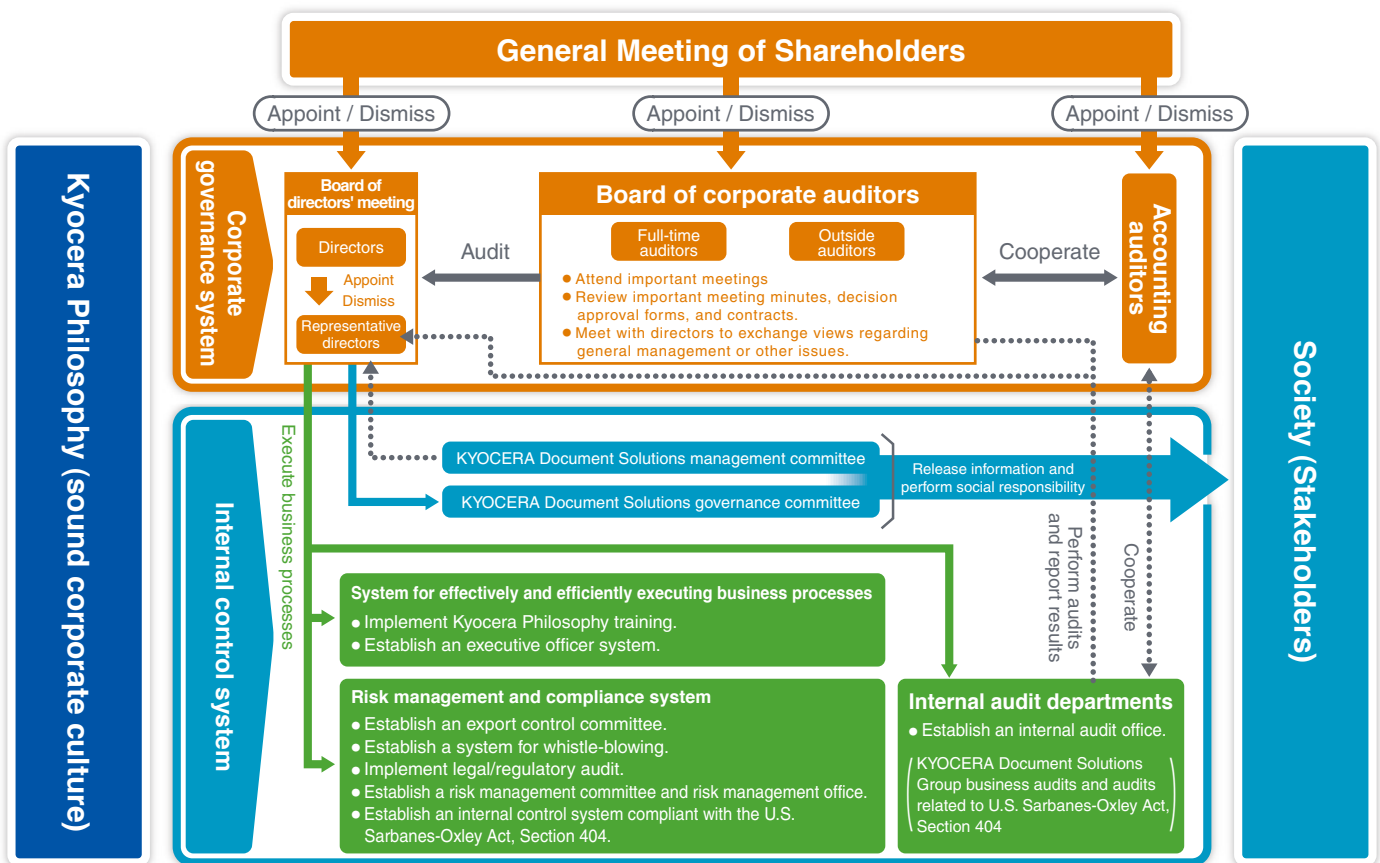 General Meeting of Shareholders
Appoint / Dismiss
Appoint / Dismiss
Appoint / Dismiss
Kyocera Philosophy (sound corporate culture)
Corporate
governance system
Board of
directors' meeting
Directors
Appoint
Dismiss
Representative
directors
Audit
Board of corporate auditors
Full-time
auditors
Outside
auditors
● Attend important meetings
● Review important meeting minutes, decision
approval forms, and contracts.
● Meet with directors to exchange views regarding
general management or other issues.
Cooperate
Accounting
auditors
Society (Stakeholders)
Internal control system
Execute business processes
KYOCERA Document Solutions management committee
KYOCERA Document Solutions governance committee
Release information and
perform social responsibility
Perform audits
and report results
Cooperate
System for effectively and efficiently executing business processes
● Implement Kyocera Philosophy training.
● Establish an executive officer system.
Risk management and compliance system
● Establish an export control committee.
● Establish a system for whistle-blowing.
● Implement legal/regulatory audit.
● Establish a risk management committee and risk management office.
● Establish an internal control system compliant with the U.S.
Sarbanes-Oxley Act, Section 404.
Internal audit departments
● Establish an internal audit office.
(KYOCERA Document Solutions
Group business audits and audits
related to U.S. Sarbanes-Oxley Act,
Section 404)